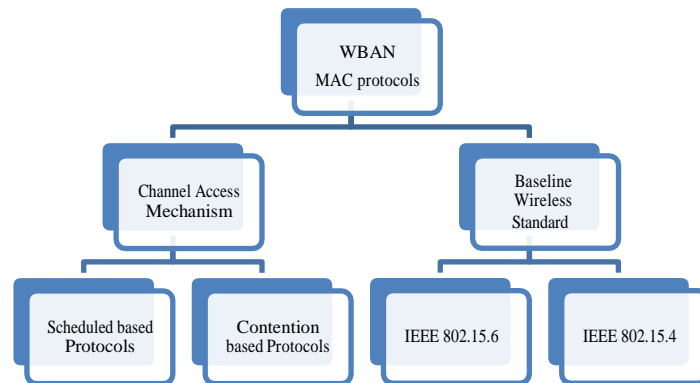 WBAN
MAC protocols
Channel Access
Mechanism
Baseline
Wireless
Standard
Scheduled based
Protocols
Contention
based Protocols
IEEE 802.15.6
IEEE 802.15.4